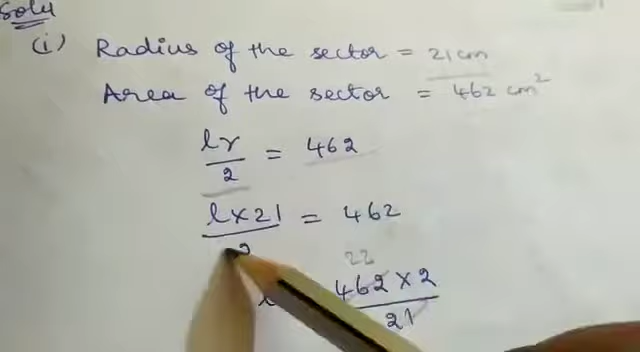 Solu
(i) Radius of the sector = 21 cm
Area of the sector = 462 cm²
lr/2 = 462
l×21/2 = 462
22
462×2/21